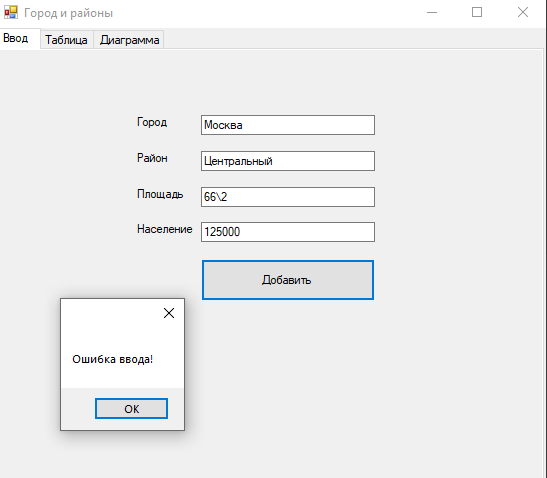 Город и районы
Ввод Таблица Диаграмма
Город Москва
Район Центральный
Площадь 66\2
Население 125000
Добавить
Ошибка ввода!
OK